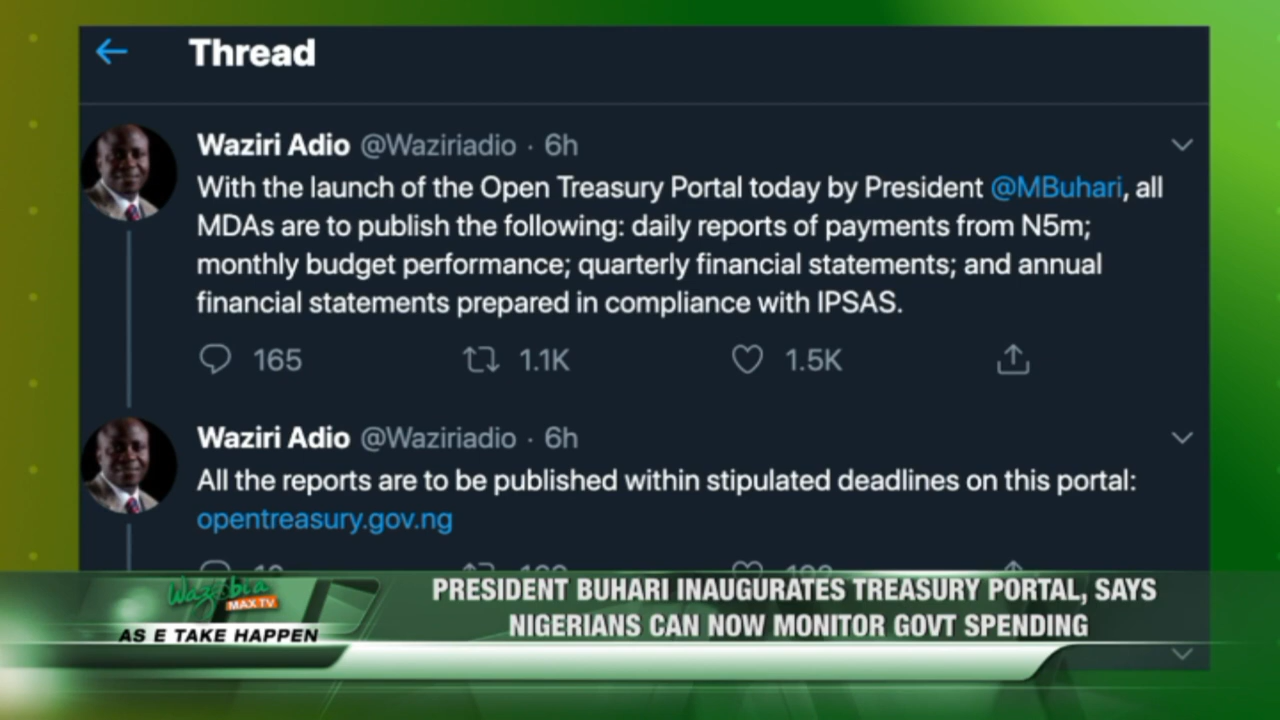 Thread
Waziri Adio @Waziriadio · 6h
With the launch of the Open Treasury Portal today by President @MBuhari, all
MDAs are to publish the following: daily reports of payments from N5m;
monthly budget performance; quarterly financial statements; and annual
financial statements prepared in compliance with IPSAS.
165 1.1K 1.5K
Waziri Adio @Waziriadio · 6h
All the reports are to be published within stipulated deadlines on this portal:
opentreasury.gov.ng
Wazobia
MAX TV
AS E TAKE HAPPEN
PRESIDENT BUHARI INAUGURATES TREASURY PORTAL, SAYS
NIGERIANS CAN NOW MONITOR GOVT SPENDING